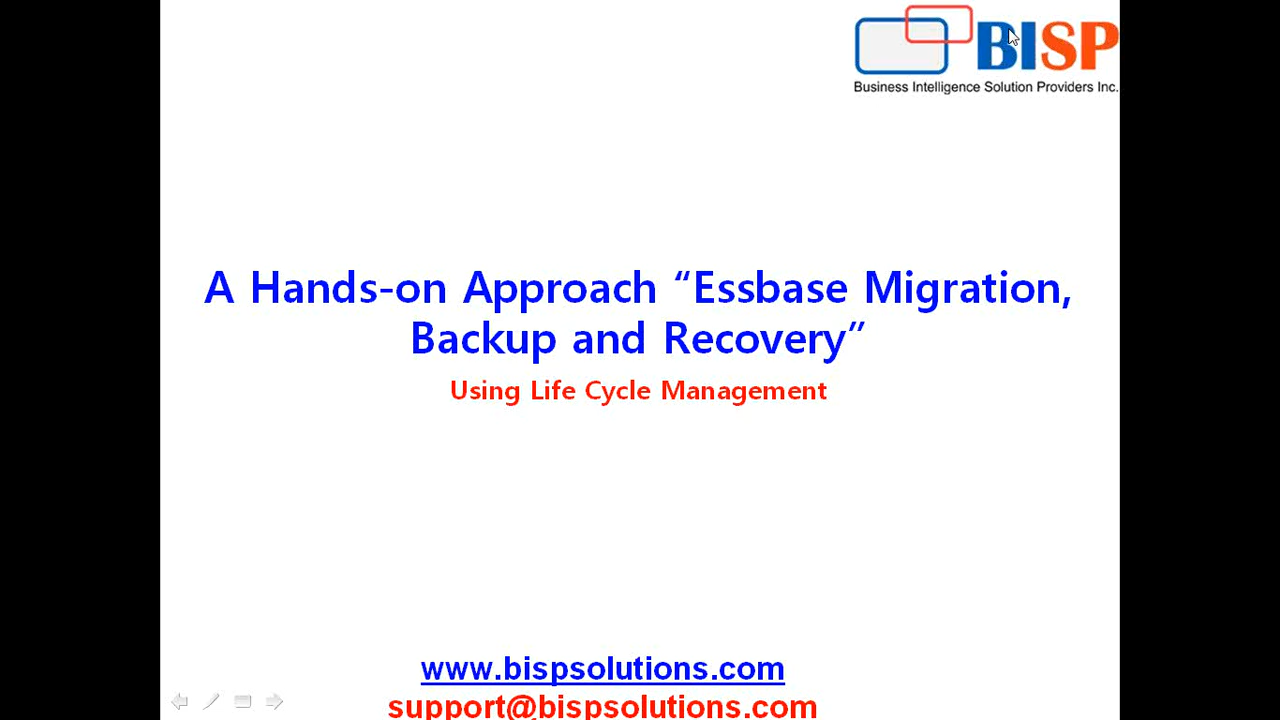 BISP
Business Intelligence Solution Providers Inc.
A Hands-on Approach “Essbase Migration,
Backup and Recovery”
Using Life Cycle Management
www.bispsolutions.com
support@bispsolutions.com